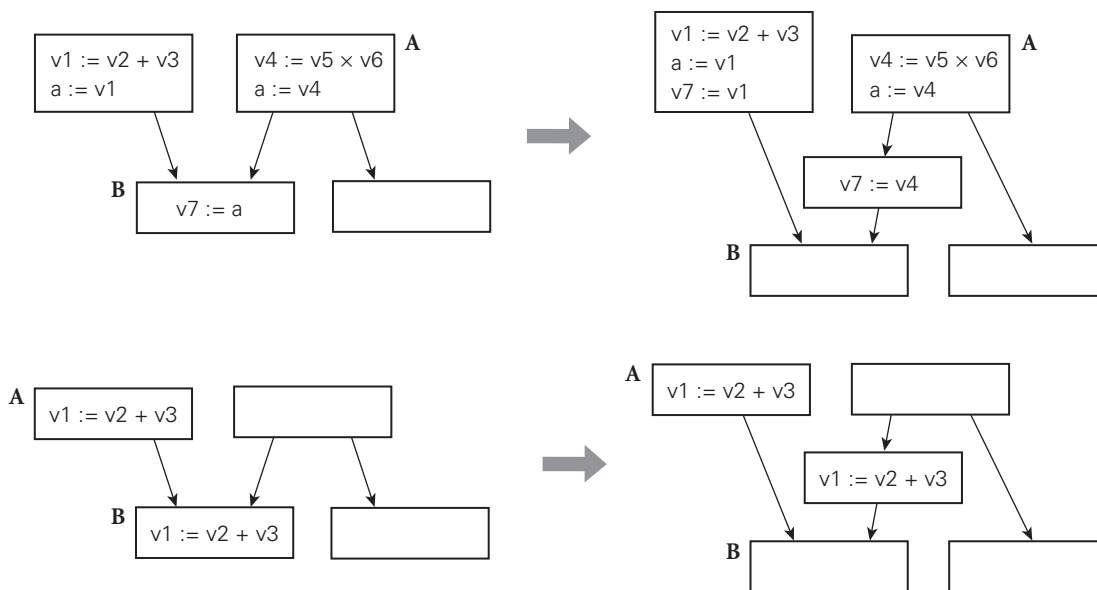 v1 := v2 + v3
a := v1
A
v4 := v5 × v6
a := v4
B
v7 := a
v1 := v2 + v3
a := v1
v7 := v1
A
v4 := v5 × v6
a := v4
v7 := v4
B
A
v1 := v2 + v3
B
v1 := v2 + v3
A
v1 := v2 + v3
v1 := v2 + v3
B